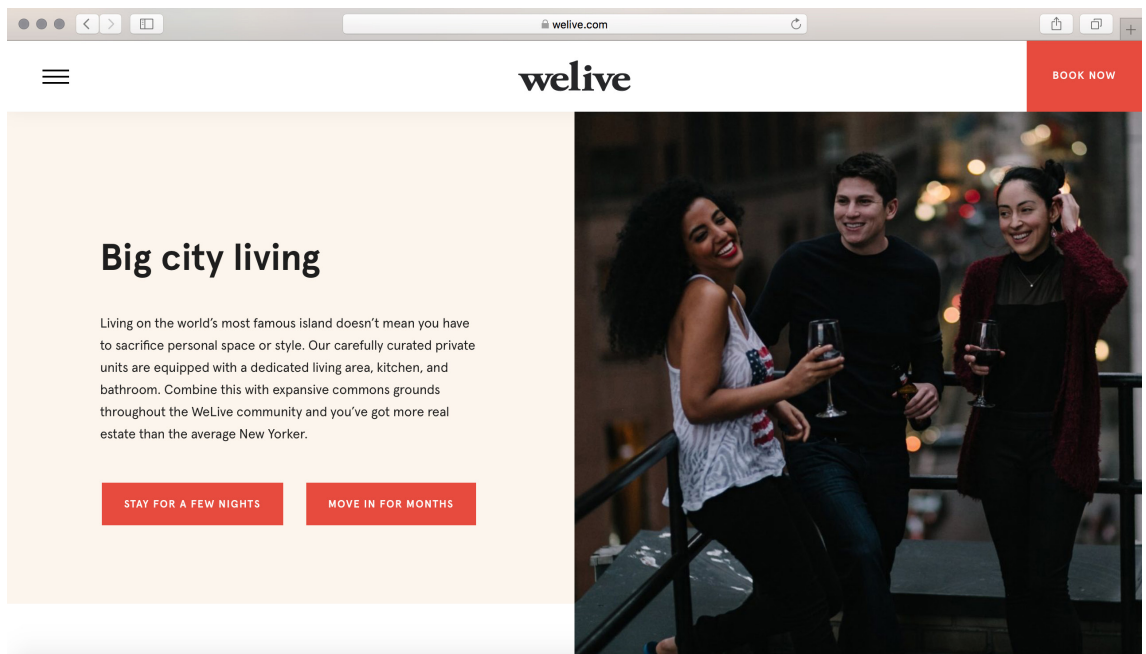 welive.com
welive
BOOK NOW
Big city living
Living on the world’s most famous island doesn’t mean you have
to sacrifice personal space or style. Our carefully curated private
units are equipped with a dedicated living area, kitchen, and
bathroom. Combine this with expansive commons grounds
throughout the WeLive community and you’ve got more real
estate than the average New Yorker.
STAY FOR A FEW NIGHTS
MOVE IN FOR MONTHS